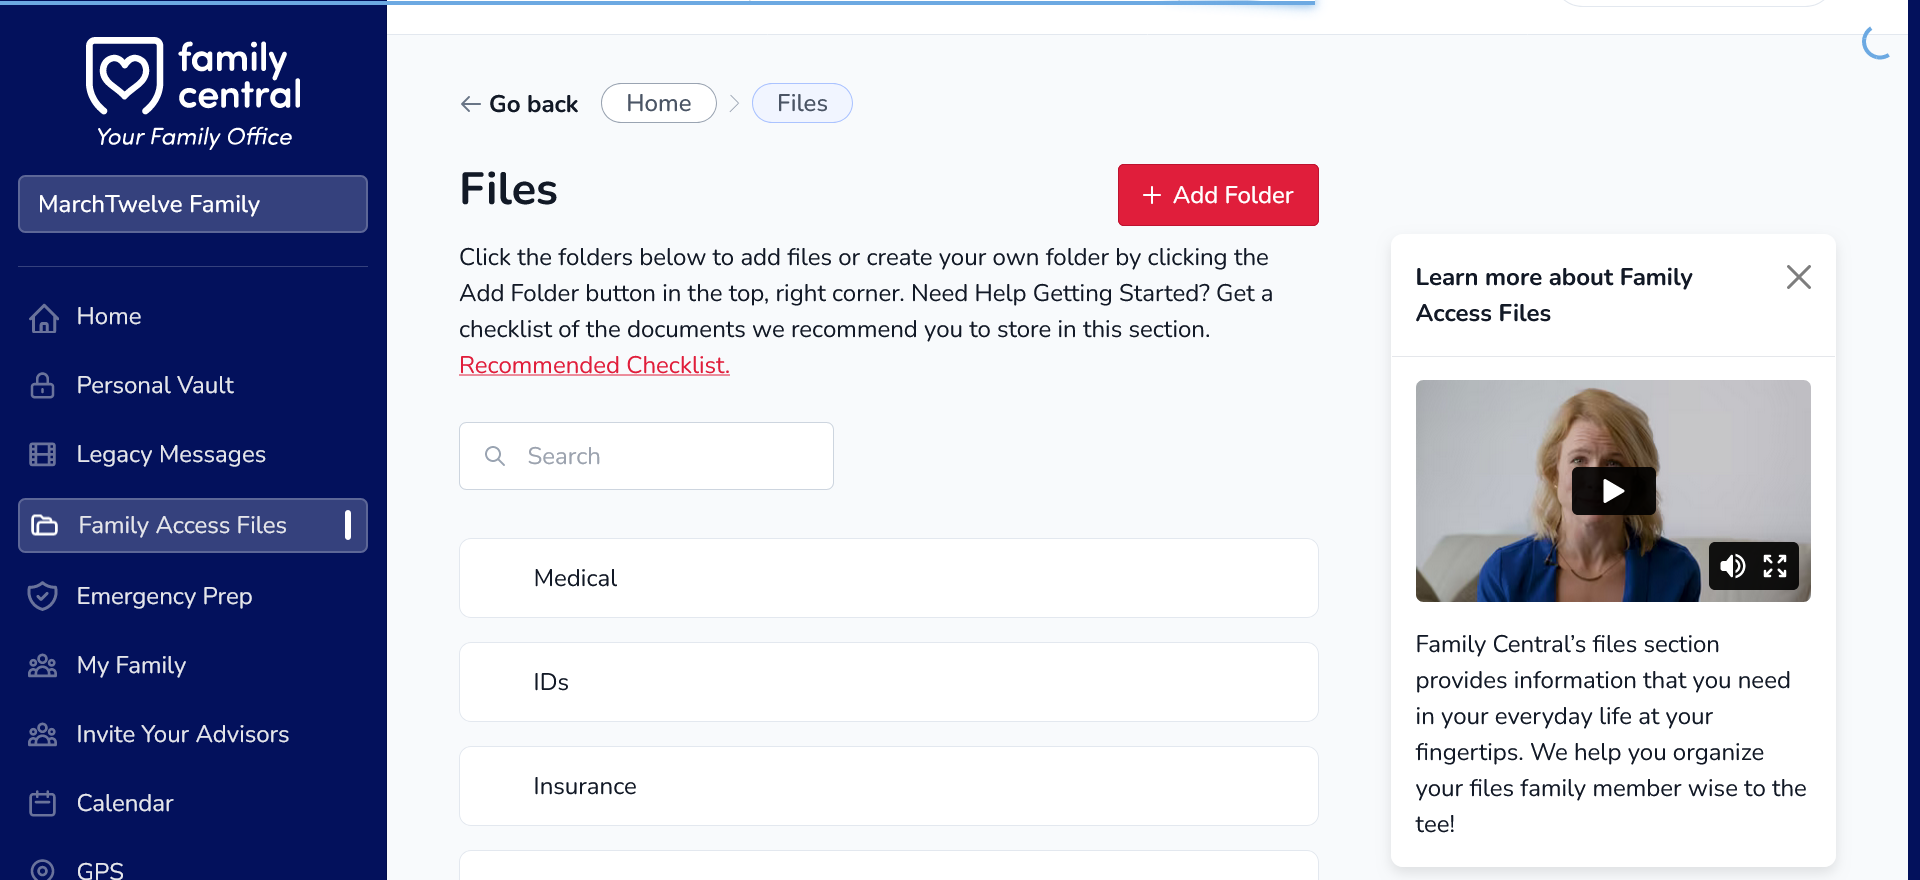 family
central
Your Family Office
MarchTwelve Family
Home
Personal Vault
Legacy Messages
Family Access Files
Emergency Prep
My Family
Invite Your Advisors
Calendar
GPS
Go back
Home
Files
Files
Add Folder
Click the folders below to add files or create your own folder by clicking the
Add Folder button in the top, right corner. Need Help Getting Started? Get a
checklist of the documents we recommend you to store in this section.
Recommended Checklist.
Search
Medical
IDs
Insurance
Learn more about Family
Access Files
Family Central’s files section
provides information that you need
in your everyday life at your
fingertips. We help you organize
your files family member wise to the
tee!